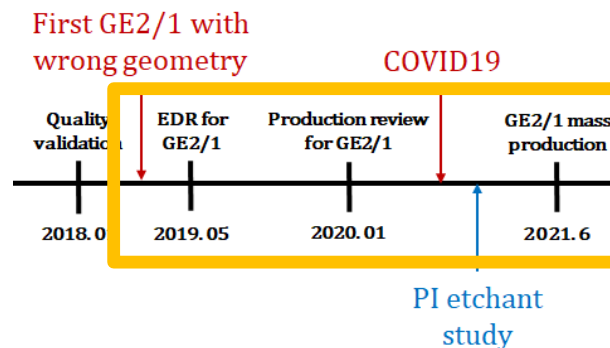 First GE2/1 with
wrong geometry
COVID19
Quality
validation
EDR for
GE2/1
Production review
for GE2/1
GE2/1 mass
production
2019.05
2020.01
2021.6
PI etchant
study